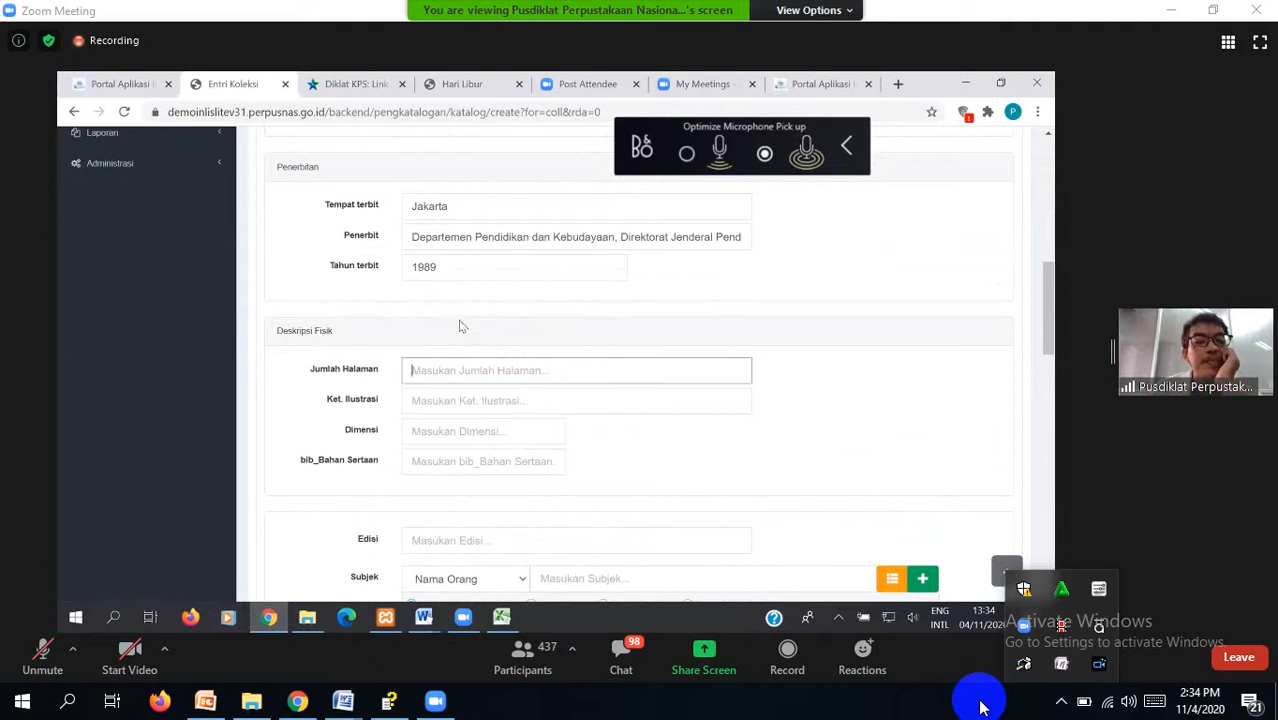 Zoom Meeting
You are viewing Pusdiklat Perpustakaan Nasiona...'s screen
View Options
Recording
Portal Aplikasi
Entri Koleksi
Diklat KPS: Link
Hari Libur
Post Attendee -
My Meetings -
Portal Aplikasi
demoinlislitev31.perpusnas.go.id/backend/pengkatalogan/katalog/create?for=coll&rda=0
P
Optimize Microphone Pick up
B&O
Laporan
Administrasi
Penerbitan
Tempat terbit
Jakarta
Penerbit
Departemen Pendidikan dan Kebudayaan, Direktorat Jenderal Pend
Tahun terbit
1989
Deskripsi Fisik
Jumlah Halaman
Masukan Jumlah Halaman...
Ket. Ilustrasi
Masukan Ket. Ilustrasi..
Dimensi
Masukan Dimensi...
bib_Bahan Sertaan
Masukan bib_Bahan Sertaan.
Edisi
Masukan Edisi...
Subjek
Nama Orang
Masukan Subjek...
Pusdiklat Perpustak...
ENG
INTL
13:34
04/11/2020
Activate Windows
Go to Settings to activate Windows.
Unmute
Start Video
437
Participants
98
Chat
Share Screen
Record
Reactions
Leave
2:34 PM
11/4/2020
21